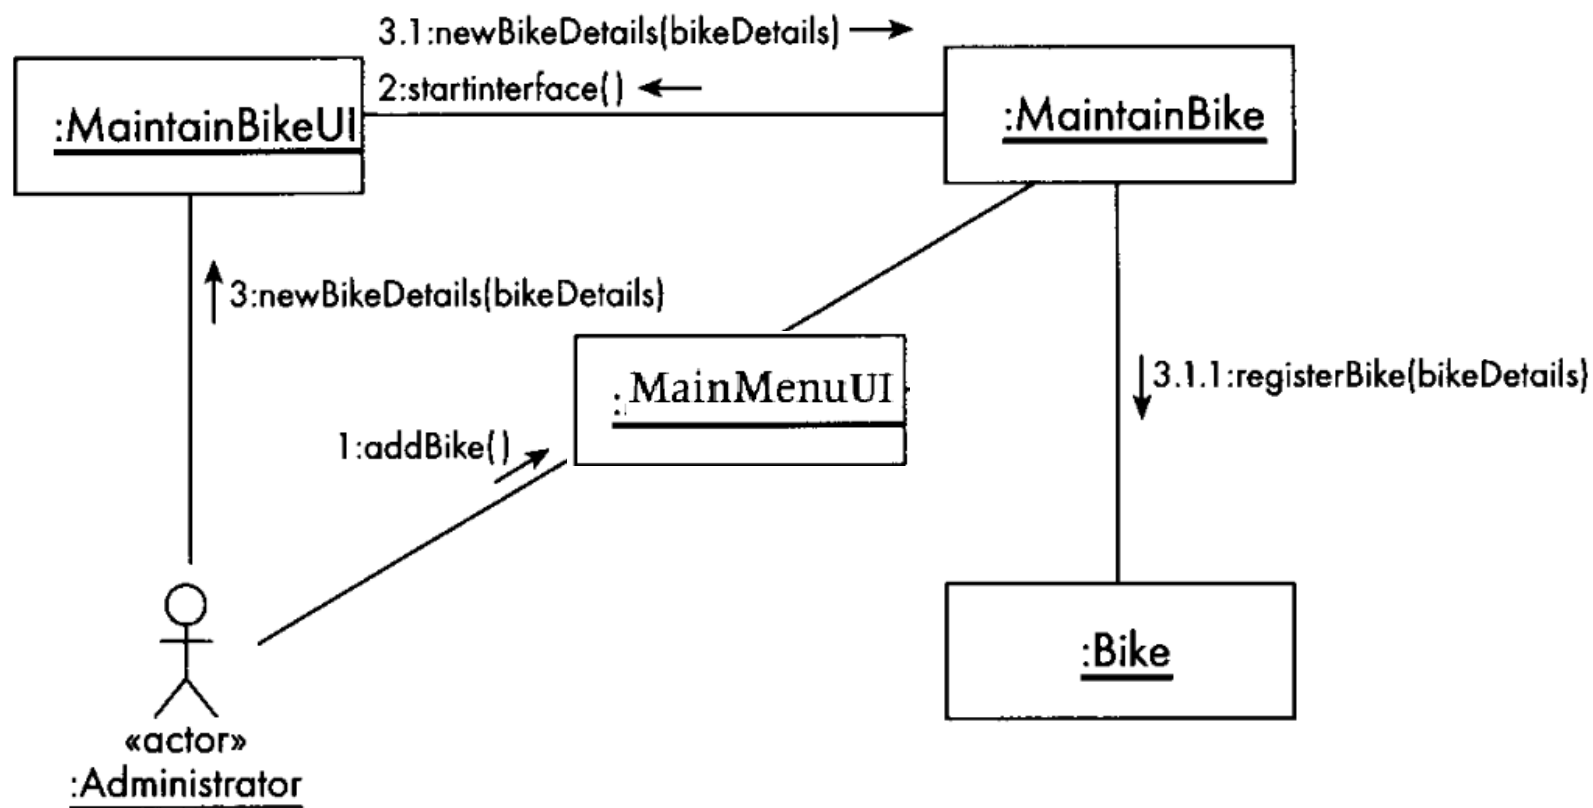 3.1:newBikeDetails(bikeDetails)
2:startinterface()
:MaintainBikeUI
:MaintainBike
3:newBikeDetails(bikeDetails)
:MainMenuUI
3.1.1:registerBike(bikeDetails)
1:addBike()
:Bike
«actor»
:Administrator